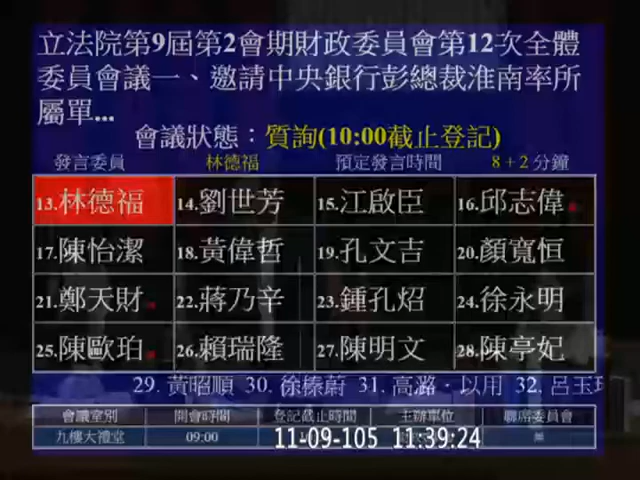 立法院第9屆第2會期財政委員會第12次全體
委員會議一、邀請中央銀行彭總裁淮南率所
屬單...
會議狀態：質詢(10:00截止登記)
發言委員 林德福 預定發言時間 8+2分鐘
13.林德福 14.劉世芳 15.江啟臣 16.邱志偉
17.陳怡潔 18.黃偉哲 19.孔文吉 20.顏寬恒
21.鄭天財 22.蔣乃辛 23.鍾孔炤 24.徐永明
25.陳歐珀 26.賴瑞隆 27.陳明文 28.陳亭妃
29. 黃昭順 30. 徐榛蔚 31. 高潞．以用 32. 呂玉玲
會議室別 開會時間 登記截止時間 主辦單位 聯席委員會
九樓大禮堂 09:00 無
11-09-105 11:39:24